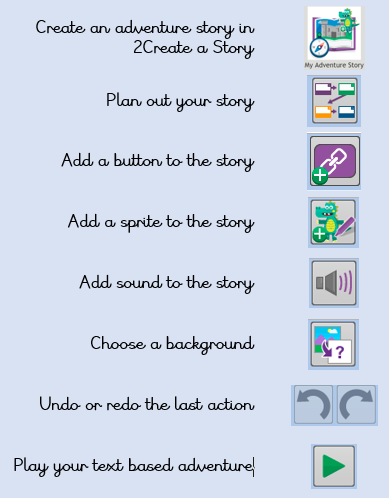 Create an adventure story in
2Create a Story
My Adventure Story
Plan out your story
Add a button to the story
Add a sprite to the story
Add sound to the story
Choose a background
?
Undo or redo the last action
Play your text based adventure